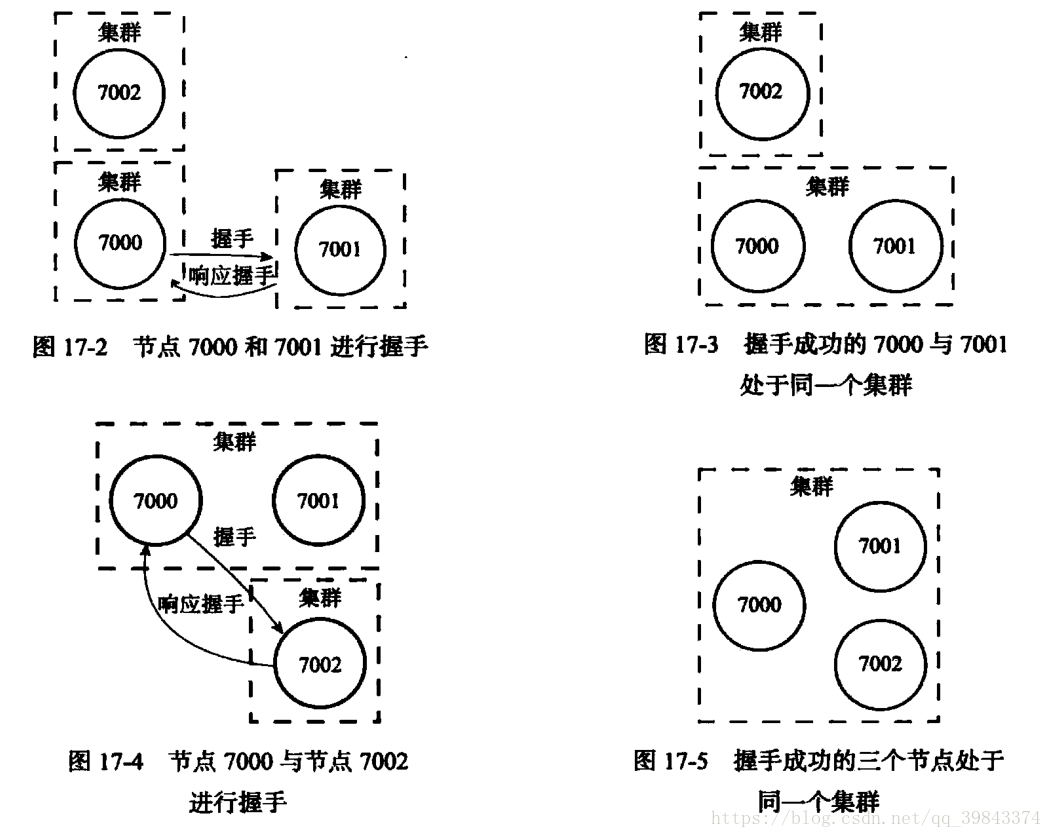 集群
7002
集群
7000
握手
响应握手
集群
7001
图 17-2 节点 7000 和 7001 进行握手
集群
7002
集群
7000
7001
图 17-3 握手成功的 7000 与 7001
处于同一个集群
集群
7000
7001
握手
响应握手
集群
7002
图 17-4 节点 7000 与节点 7002
进行握手
集群
7001
7000
7002
图 17-5 握手成功的三个节点处于
同一个集群
https://blog.csdn.net/qq_39843374